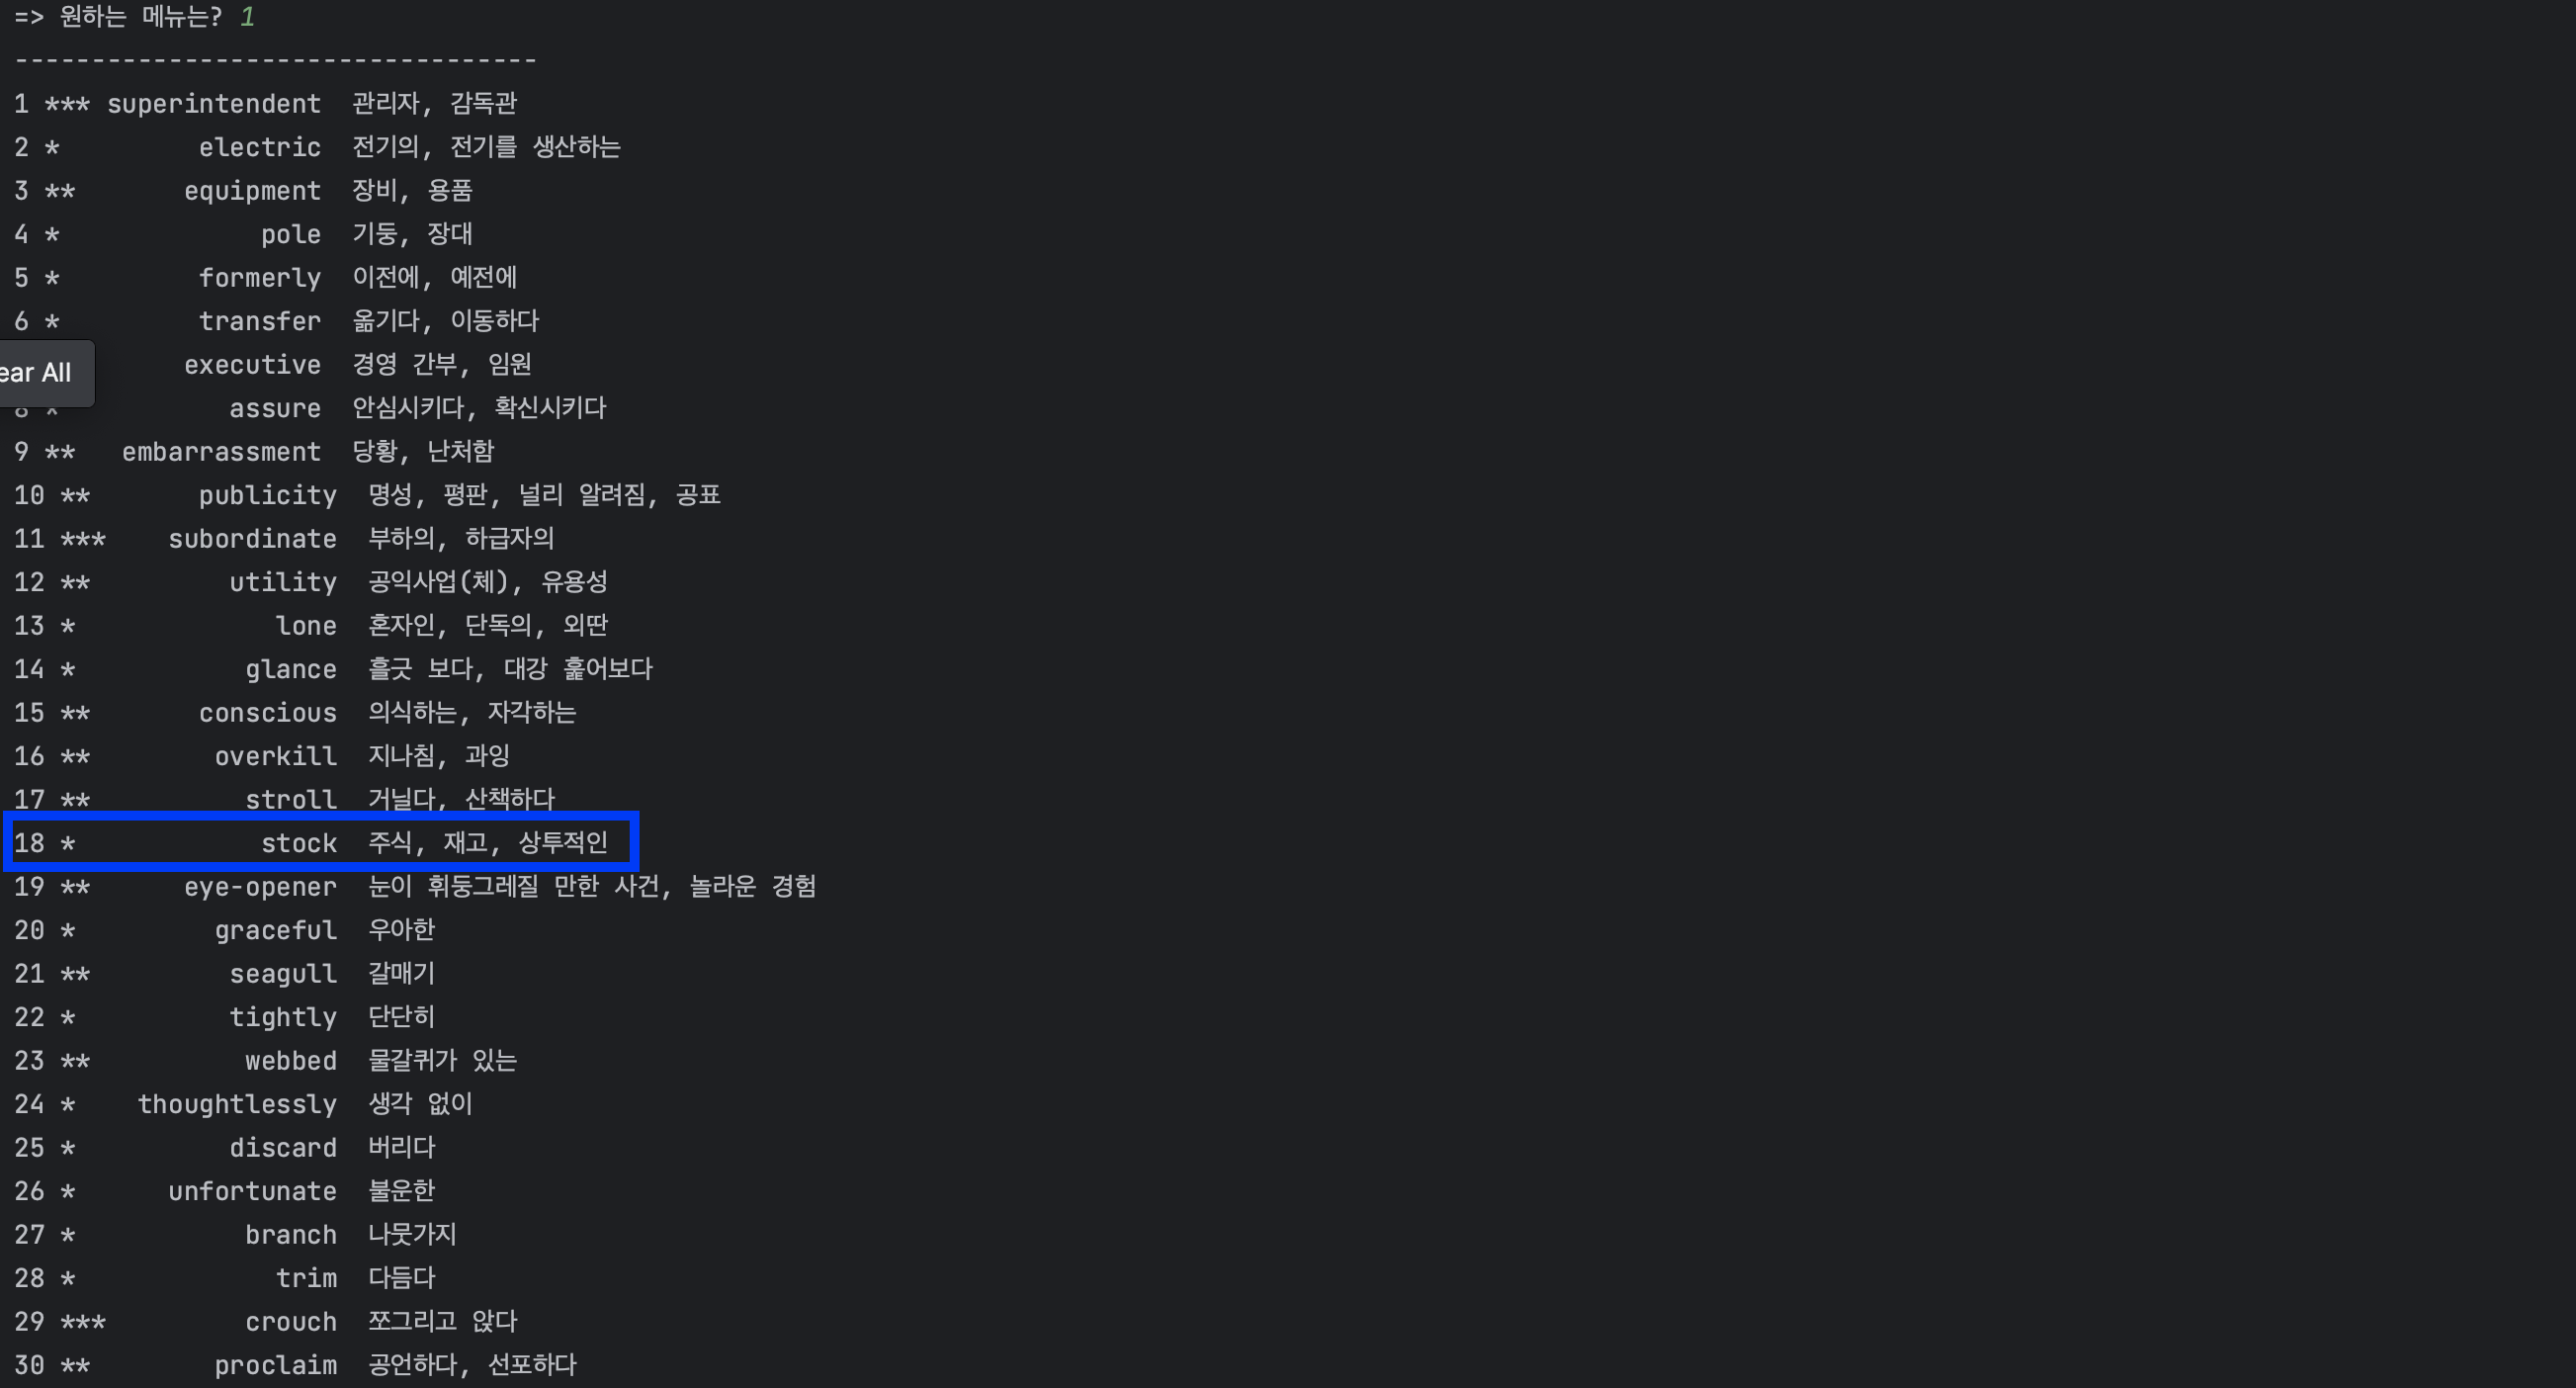 => 원하는 메뉴는? 1
----------------------------------
1 *** superintendent 관리자, 감독관
2 * electric 전기의, 전기를 생산하는
3 ** equipment 장비, 용품
4 * pole 기둥, 장대
5 * formerly 이전에, 예전에
6 * transfer 옮기다, 이동하다
executive 경영 간부, 임원
ear All
8 * assure 안심시키다, 확신시키다
9 ** embarrassment 당황, 난처함
10 ** publicity 명성, 평판, 널리 알려짐, 공표
11 *** subordinate 부하의, 하급자의
12 ** utility 공익사업(체), 유용성
13 * lone 혼자인, 단독의, 외딴
14 * glance 흘긋 보다, 대강 훑어보다
15 ** conscious 의식하는, 자각하는
16 ** overkill 지나침, 과잉
17 ** stroll 거닐다, 산책하다
18 * stock 주식, 재고, 상투적인
19 ** eye-opener 눈이 휘둥그레질 만한 사건, 놀라운 경험
20 * graceful 우아한
21 ** seagull 갈매기
22 * tightly 단단히
23 ** webbed 물갈퀴가 있는
24 * thoughtlessly 생각 없이
25 * discard 버리다
26 * unfortunate 불운한
27 * branch 나뭇가지
28 * trim 다듬다
29 *** crouch 쪼그리고 앉다
30 ** proclaim 공언하다, 선포하다